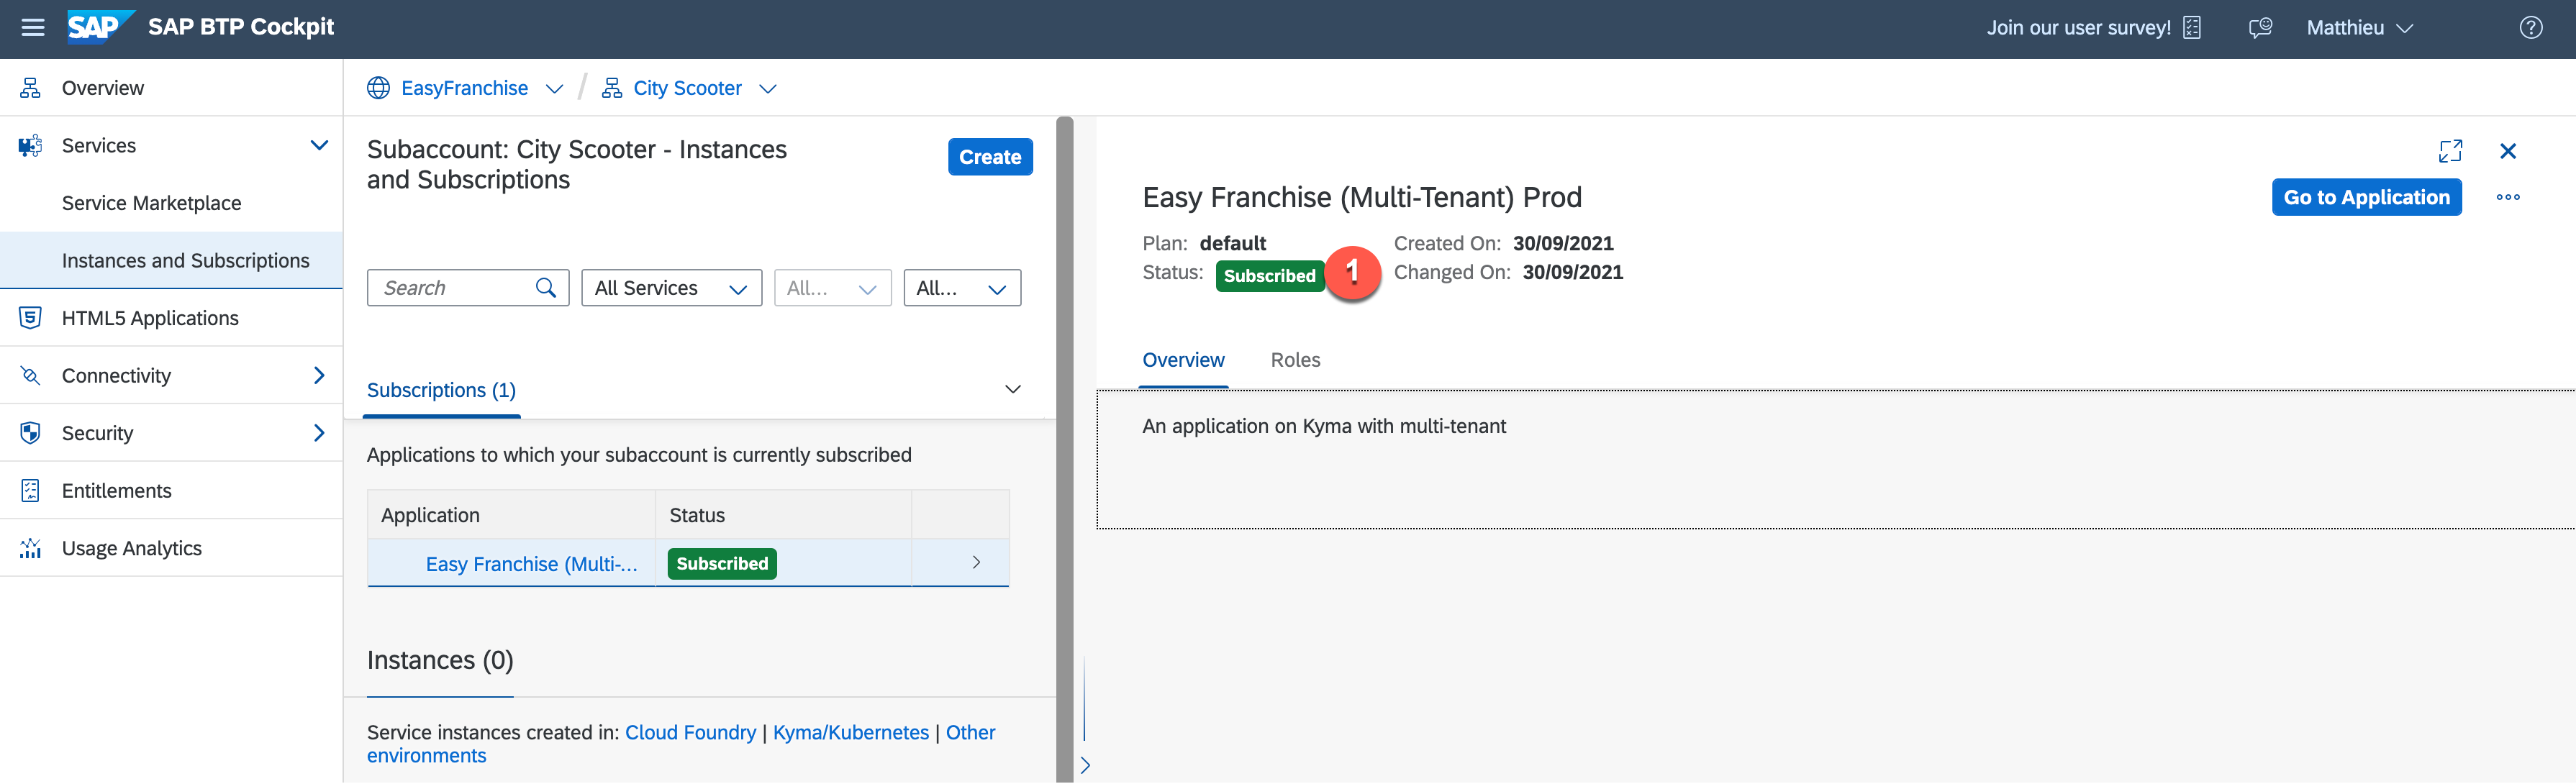 SAP SAP BTP Cockpit
Join our user survey!
Matthieu
Overview
Services
Service Marketplace
Instances and Subscriptions
HTML5 Applications
Connectivity
Security
Entitlements
Usage Analytics
EasyFranchise / City Scooter
Subaccount: City Scooter - Instances
and Subscriptions
Create
Search
All Services
All...
All...
Subscriptions (1)
Applications to which your subaccount is currently subscribed
Application Status
Easy Franchise (Multi-... Subscribed
Instances (0)
Service instances created in: Cloud Foundry | Kyma/Kubernetes | Other
environments
Easy Franchise (Multi-Tenant) Prod
Go to Application
Plan: default
Created On: 30/09/2021
Status: Subscribed
1
Changed On: 30/09/2021
Overview
Roles
An application on Kyma with multi-tenant